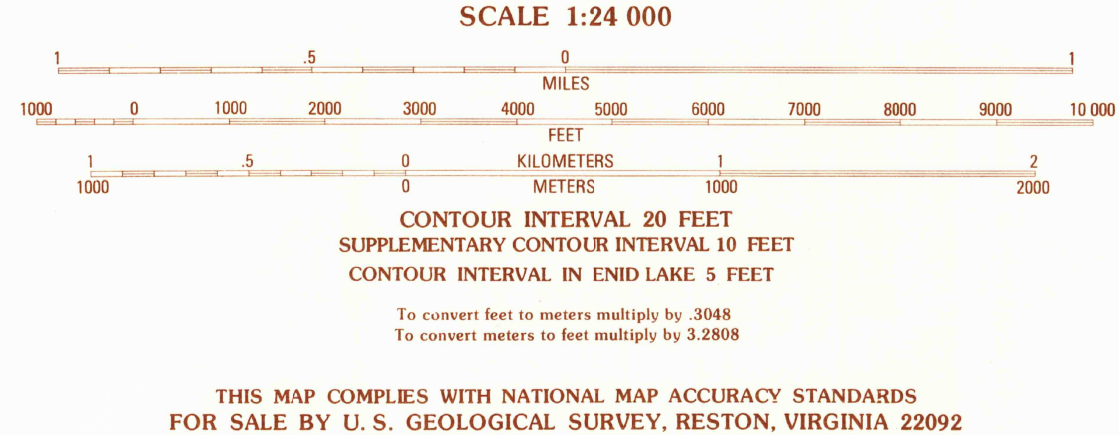 SCALE 1:24 000
1 .5 0 1
MILES
1000 0 1000 2000 3000 4000 5000 6000 7000 8000 9000 10 000
FEET
1 .5 0 KILOMETERS 1 2
1000 0 METERS 1000 2000
CONTOUR INTERVAL 20 FEET
SUPPLEMENTARY CONTOUR INTERVAL 10 FEET
CONTOUR INTERVAL IN ENID LAKE 5 FEET
To convert feet to meters multiply by .3048
To convert meters to feet multiply by 3.2808
THIS MAP COMPLIES WITH NATIONAL MAP ACCURACY STANDARDS
FOR SALE BY U. S. GEOLOGICAL SURVEY, RESTON, VIRGINIA 22092